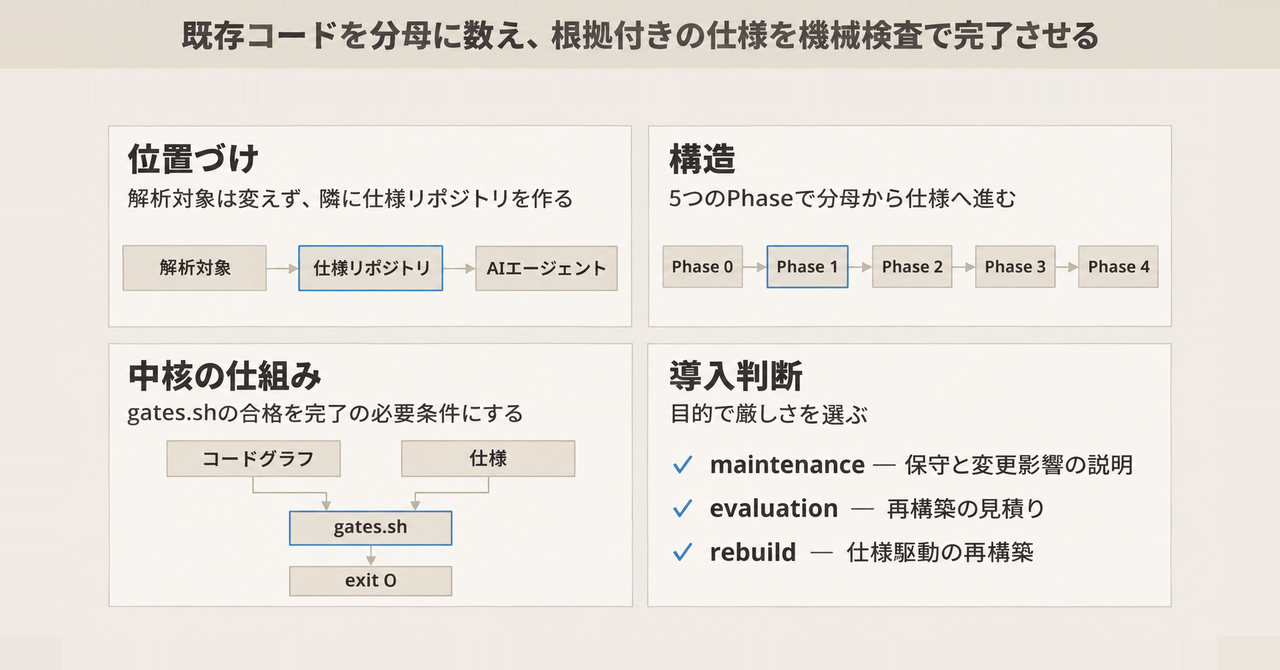 既存コードを分母に数え、根拠付きの仕様を機械検査で完了させる
位置づけ
解析対象は変えず、隣に仕様リポジトリを作る
解析対象
仕様リポジトリ
AIエージェント
構造
5つのPhaseで分母から仕様へ進む
Phase 0
Phase 1
Phase 2
Phase 3
Phase 4
中核の仕組み
gates.shの合格を完了の必要条件にする
コードグラフ
仕様
gates.sh
exit O
導入判断
目的で厳しさを選ぶ
maintenance — 保守と変更影響の説明
evaluation — 再構築の見積り
rebuild — 仕様駆動の再構築